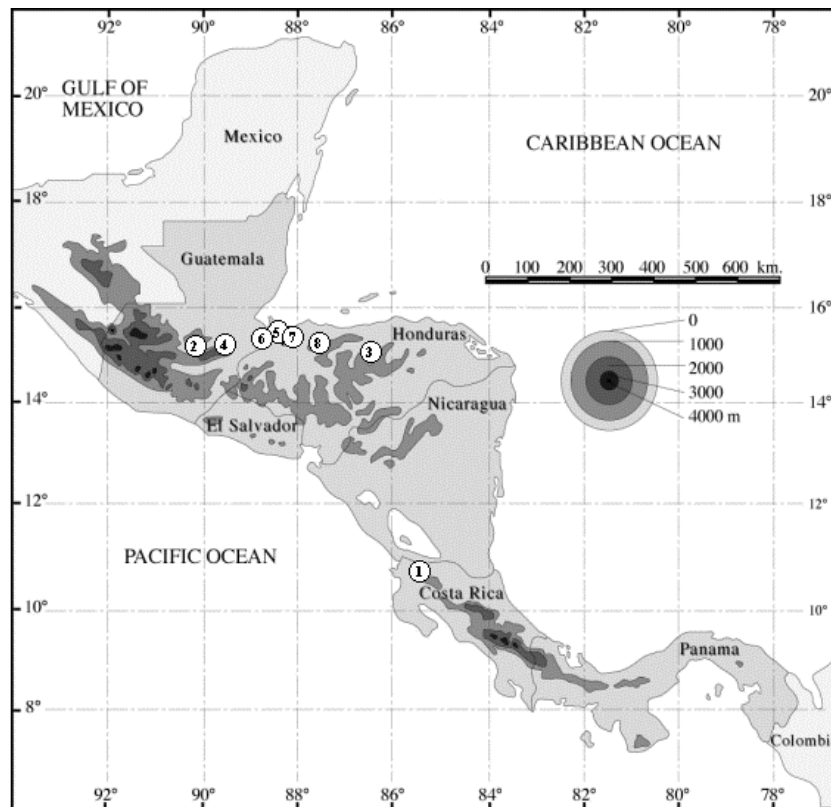 92° 90° 88° 86° 84° 82° 80° 78°
GULF OF
MEXICO
20° 20°
Mexico
CARIBBEAN OCEAN
18° 18°
Guatemala
0 100 200 300 400 500 600 km.
16° 16°
5
2 4 6 7 8 3
Honduras
0
1000
2000
3000
4000 m
14° 14°
Nicaragua
El Salvador
12° 12°
PACIFIC OCEAN
1
Costa Rica
10° 10°
Panama
8° 8°
Colombi
92° 90° 88° 86° 84° 82° 80° 78°